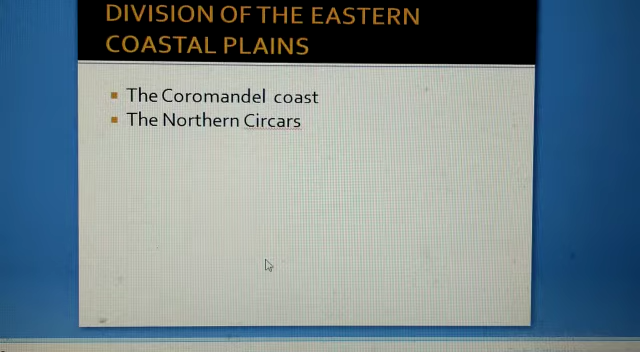 DIVISION OF THE EASTERN
COASTAL PLAINS
The Coromandel coast
The Northern Circars